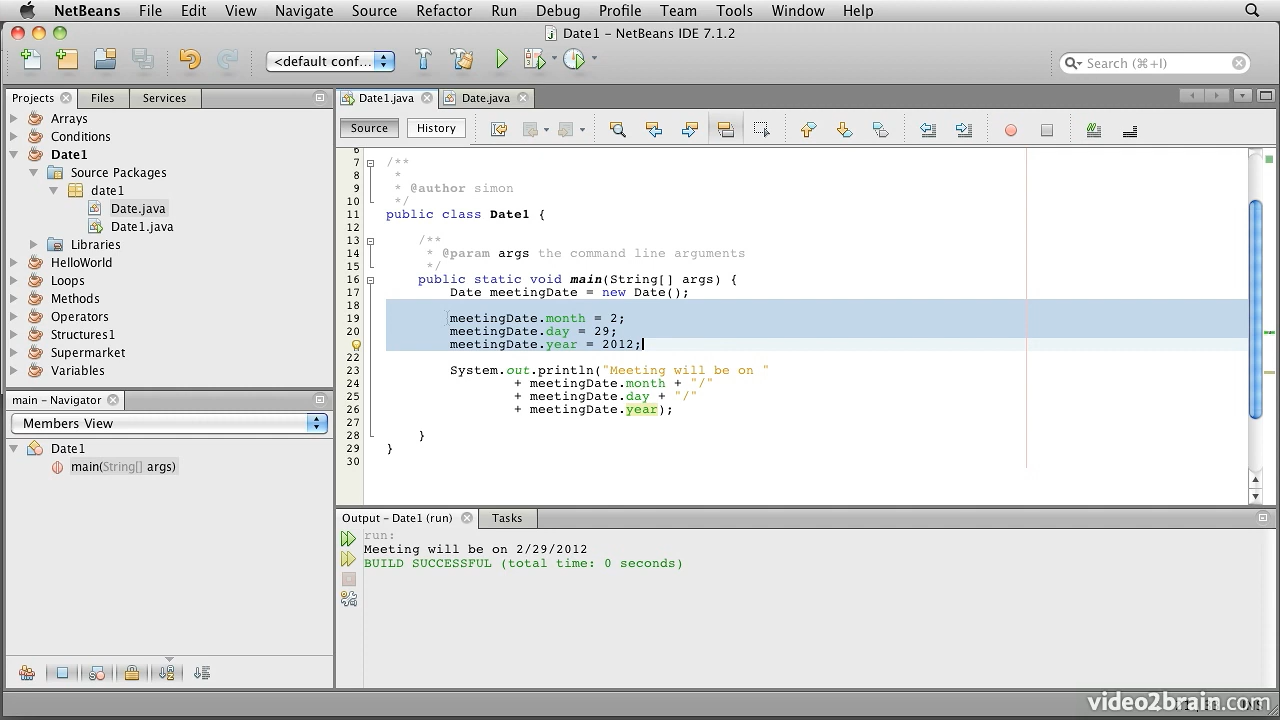 NetBeans File Edit View Navigate Source Refactor Run Debug Profile Team Tools Window Help
Date1 – NetBeans IDE 7.1.2
<default conf... Search (⌘+I)
Projects Files Services
Arrays
Conditions
Date1
Source Packages
date1
Date.java
Date1.java
Libraries
HelloWorld
Loops
Methods
Operators
Structures1
Supermarket
Variables
main – Navigator
Members View
Date1
main(String[] args)
Date1.java Date.java
Source History
6
7 /**
8 *
9 * @author simon
10 */
11 public class Date1 {
12
13 /**
14 * @param args the command line arguments
15 */
16 public static void main(String[] args) {
17 Date meetingDate = new Date();
18
19 meetingDate.month = 2;
20 meetingDate.day = 29;
meetingDate.year = 2012;
22
23 System.out.println("Meeting will be on "
24 + meetingDate.month + "/"
25 + meetingDate.day + "/"
26 + meetingDate.year);
27
28 }
29 }
30
Output – Date1 (run) Tasks
run:
Meeting will be on 2/29/2012
BUILD SUCCESSFUL (total time: 0 seconds)
video2brain.com